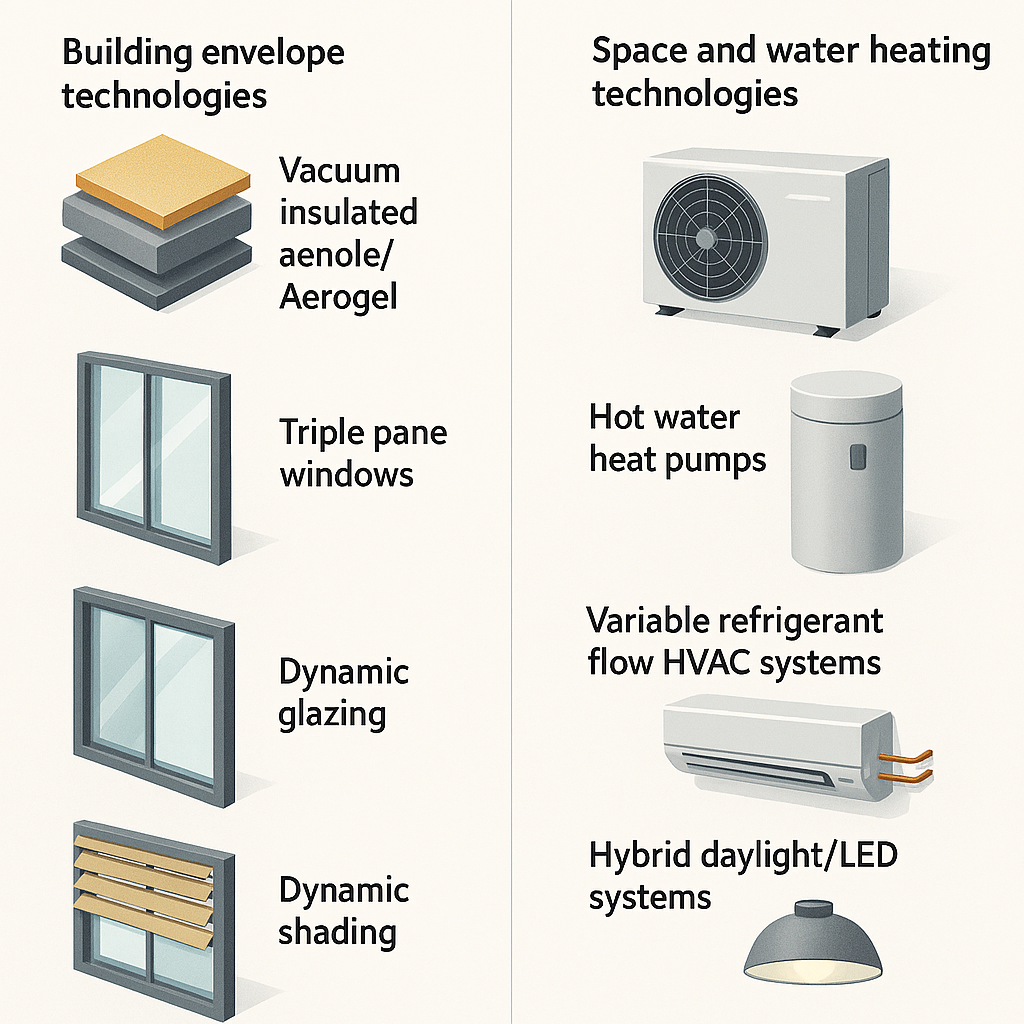 Building envelope
technologies
Vacuum
insulated
aenole/
Aerogel
Triple pane
windows
Dynamic
glazing
Dynamic
shading
Space and water heating
technologies
Hot water
heat pumps
Variable refrigerant
flow HVAC systems
Hybrid daylight/LED
systems